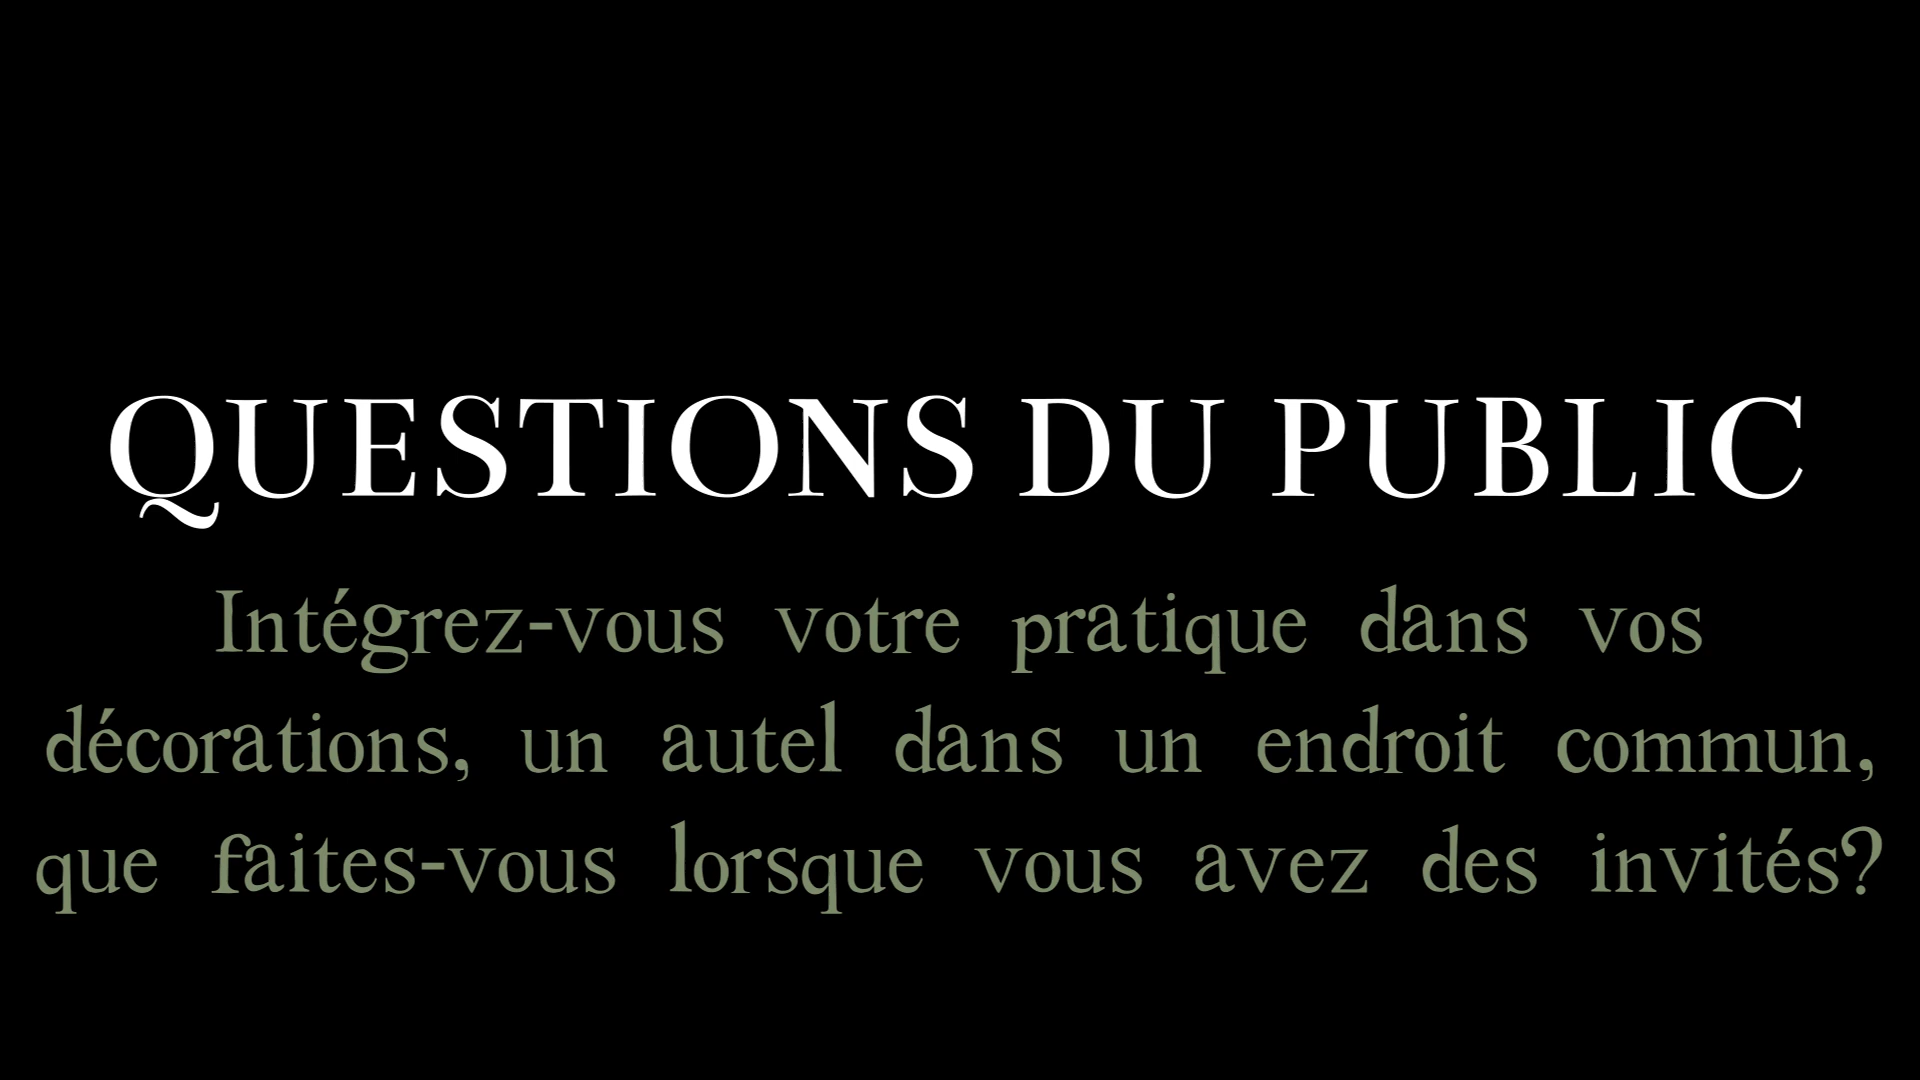 QUESTIONS DU PUBLIC
Intégrez-vous votre pratique dans vos
décorations, un autel dans un endroit commun,
que faites-vous lorsque vous avez des invités?